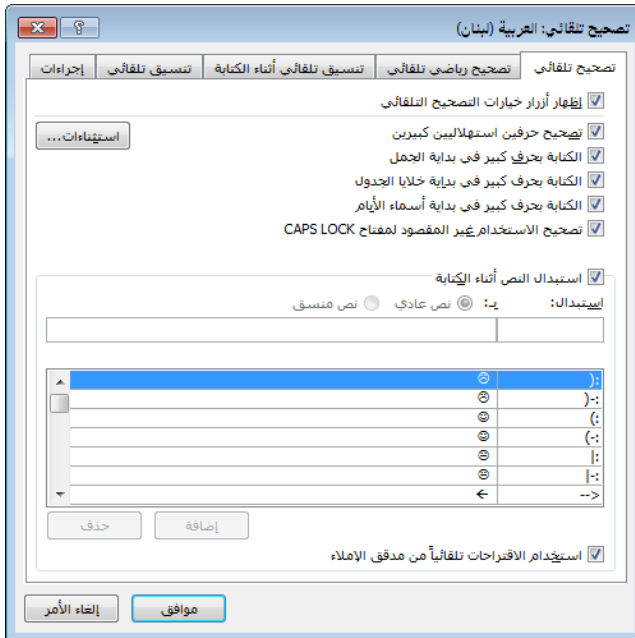 تصحيح تلقائي: العربية (لبنان)
تصحيح تلقائي
تصحيح رياضي تلقائي
تنسيق تلقائي أثناء الكتابة
تنسيق تلقائي
إجراءات
إظهار أزرار خيارات التصحيح التلقائي
تصحيح حرفين استهلاليين كبيرين
استثناءات...
الكتابة بحرف كبير في بداية الجمل
الكتابة بحرف كبير في بداية خلايا الجدول
الكتابة بحرف كبير في بداية أسماء الأيام
تصحيح الاستخدام غير المقصود لمفتاح CAPS LOCK
استبدال النص أثناء الكتابة
استبدال: بـ: نص عادي نص منسق
:( ☹
:-( ☹
:) ☺
:-) ☺
:| 😐
:-| 😐
<-- ←
إضافة
حذف
استخدام الاقتراحات تلقائياً من مدقق الإملاء
موافق
إلغاء الأمر